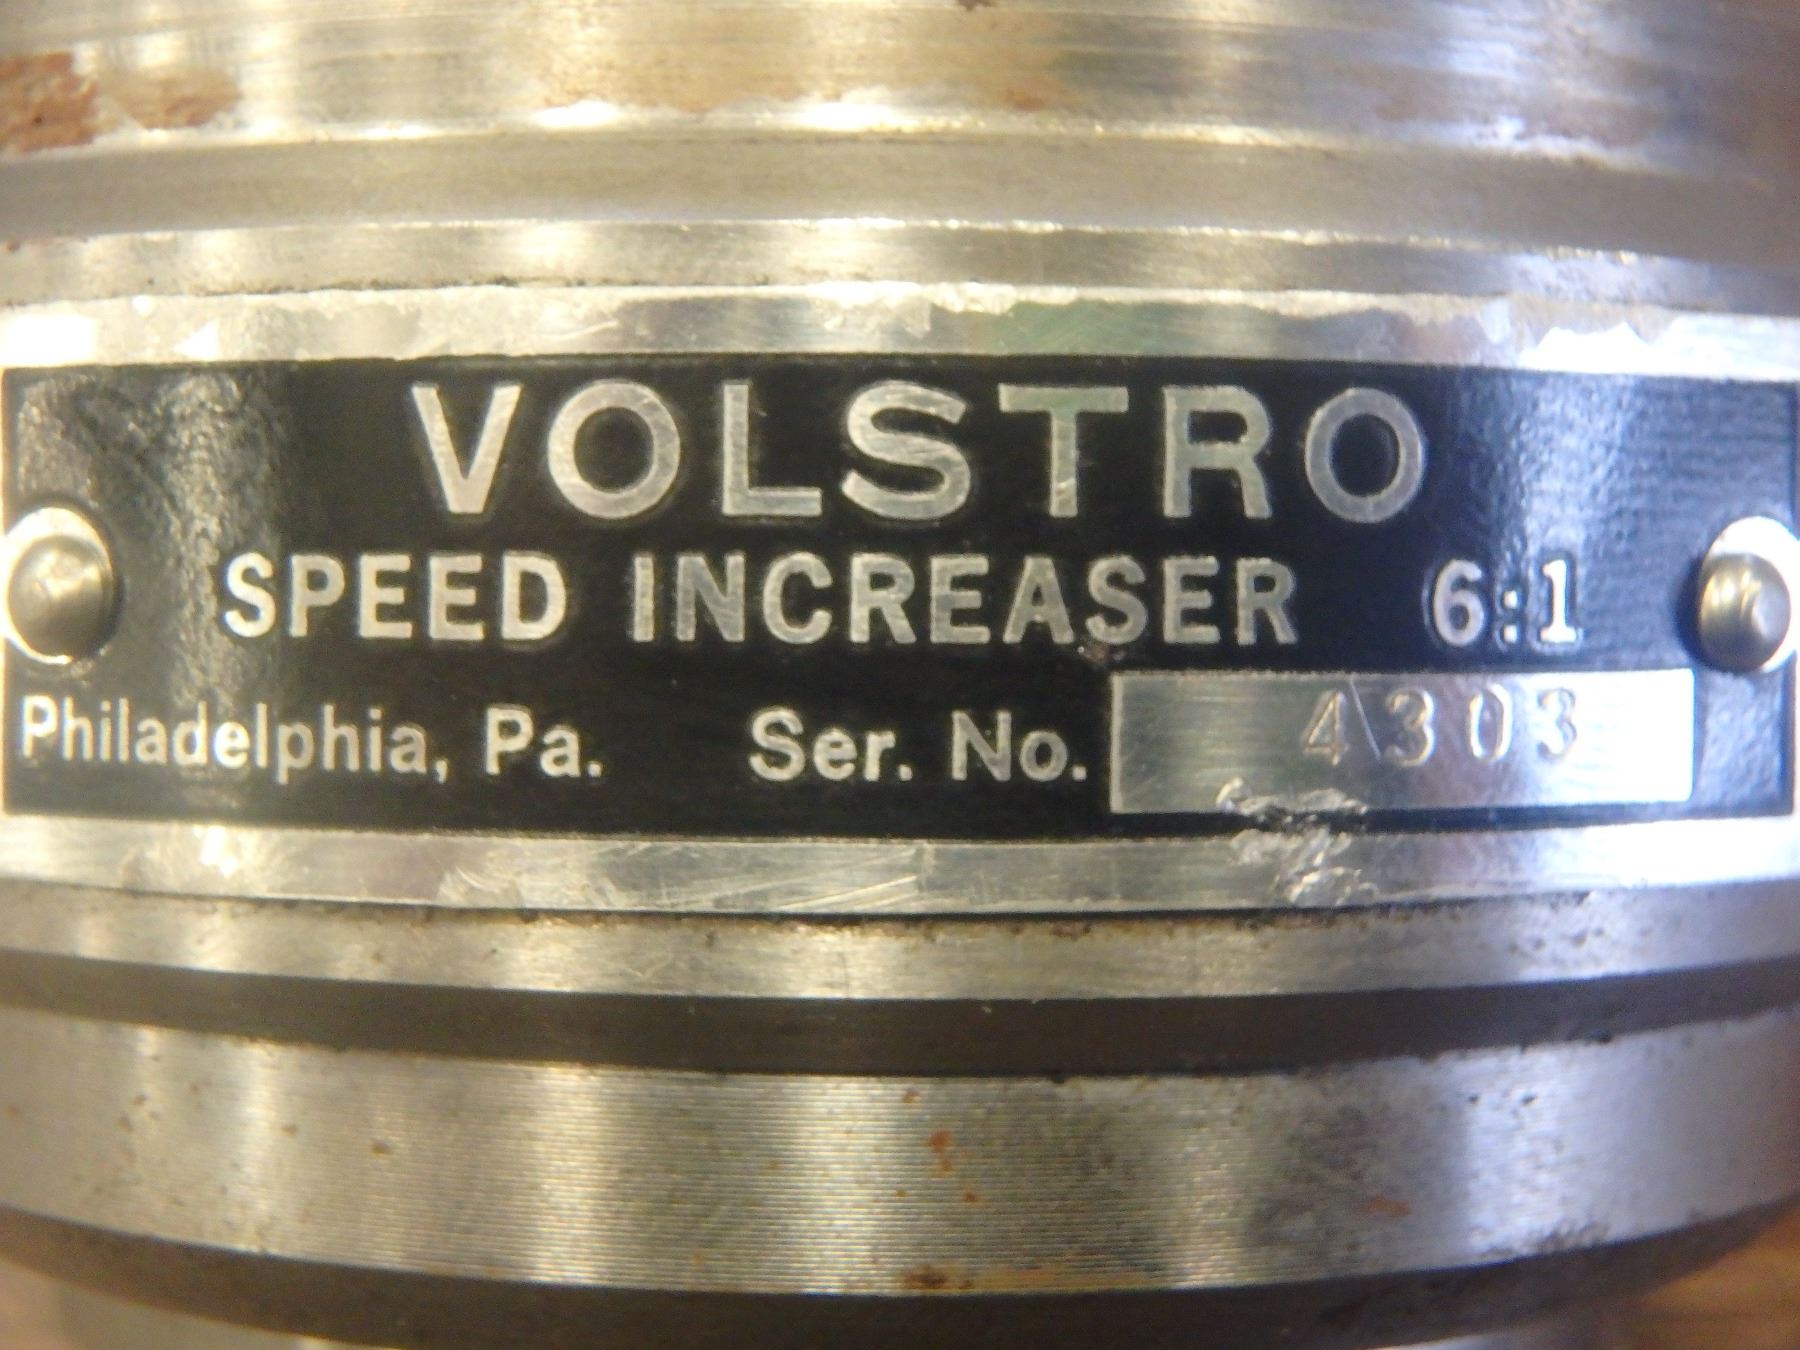 VOLSTRO
SPEED INCREASER 6:1
Philadelphia, Pa. Ser. No. 4303